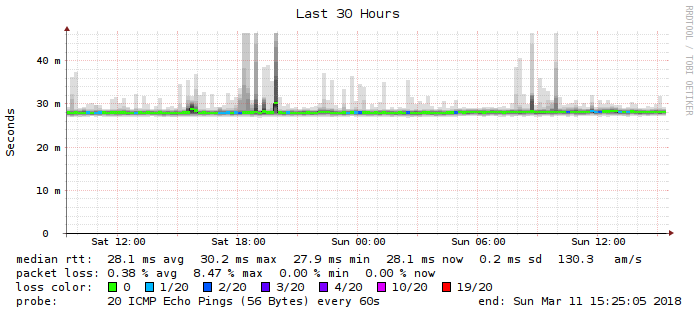 Last 30 Hours
RRDTOOL / TOBI OETIKER
Seconds
40 m
30 m
20 m
10 m
0
Sat 12:00 Sat 18:00 Sun 00:00 Sun 06:00 Sun 12:00
median rtt: 28.1 ms avg 30.2 ms max 27.9 ms min 28.1 ms now 0.2 ms sd 130.3 am/s
packet loss: 0.38 % avg 8.47 % max 0.00 % min 0.00 % now
loss color: 0 1/20 2/20 3/20 4/20 10/20 19/20
probe: 20 ICMP Echo Pings (56 Bytes) every 60s end: Sun Mar 11 15:25:05 2018